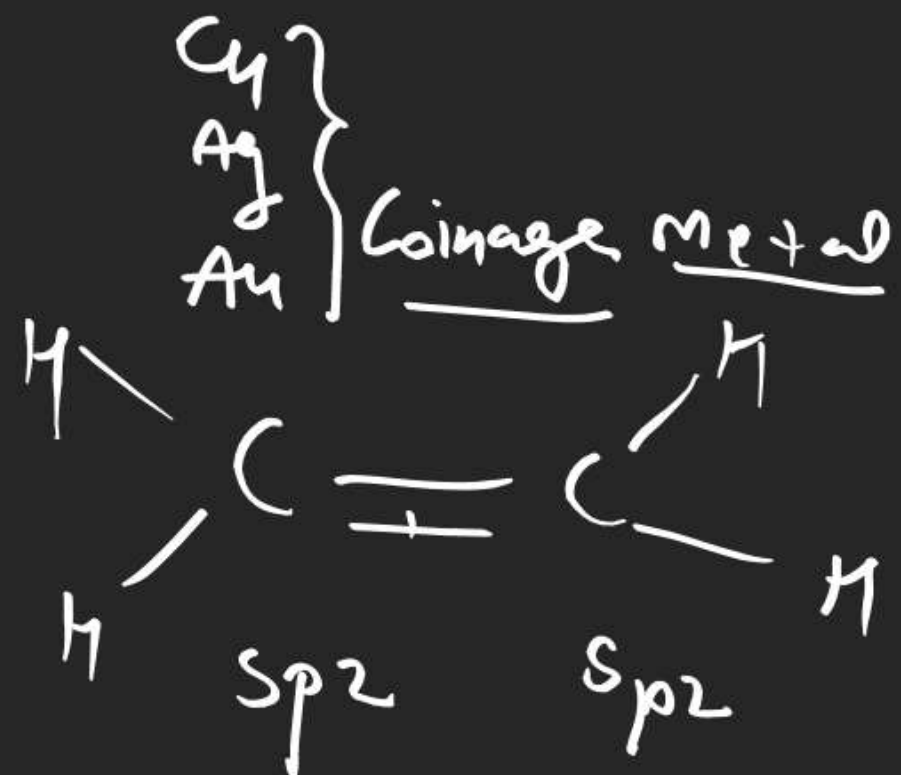 Cu
Ag
Au
Coinage Metal
H H
C = C
H H
Sp2 Sp2